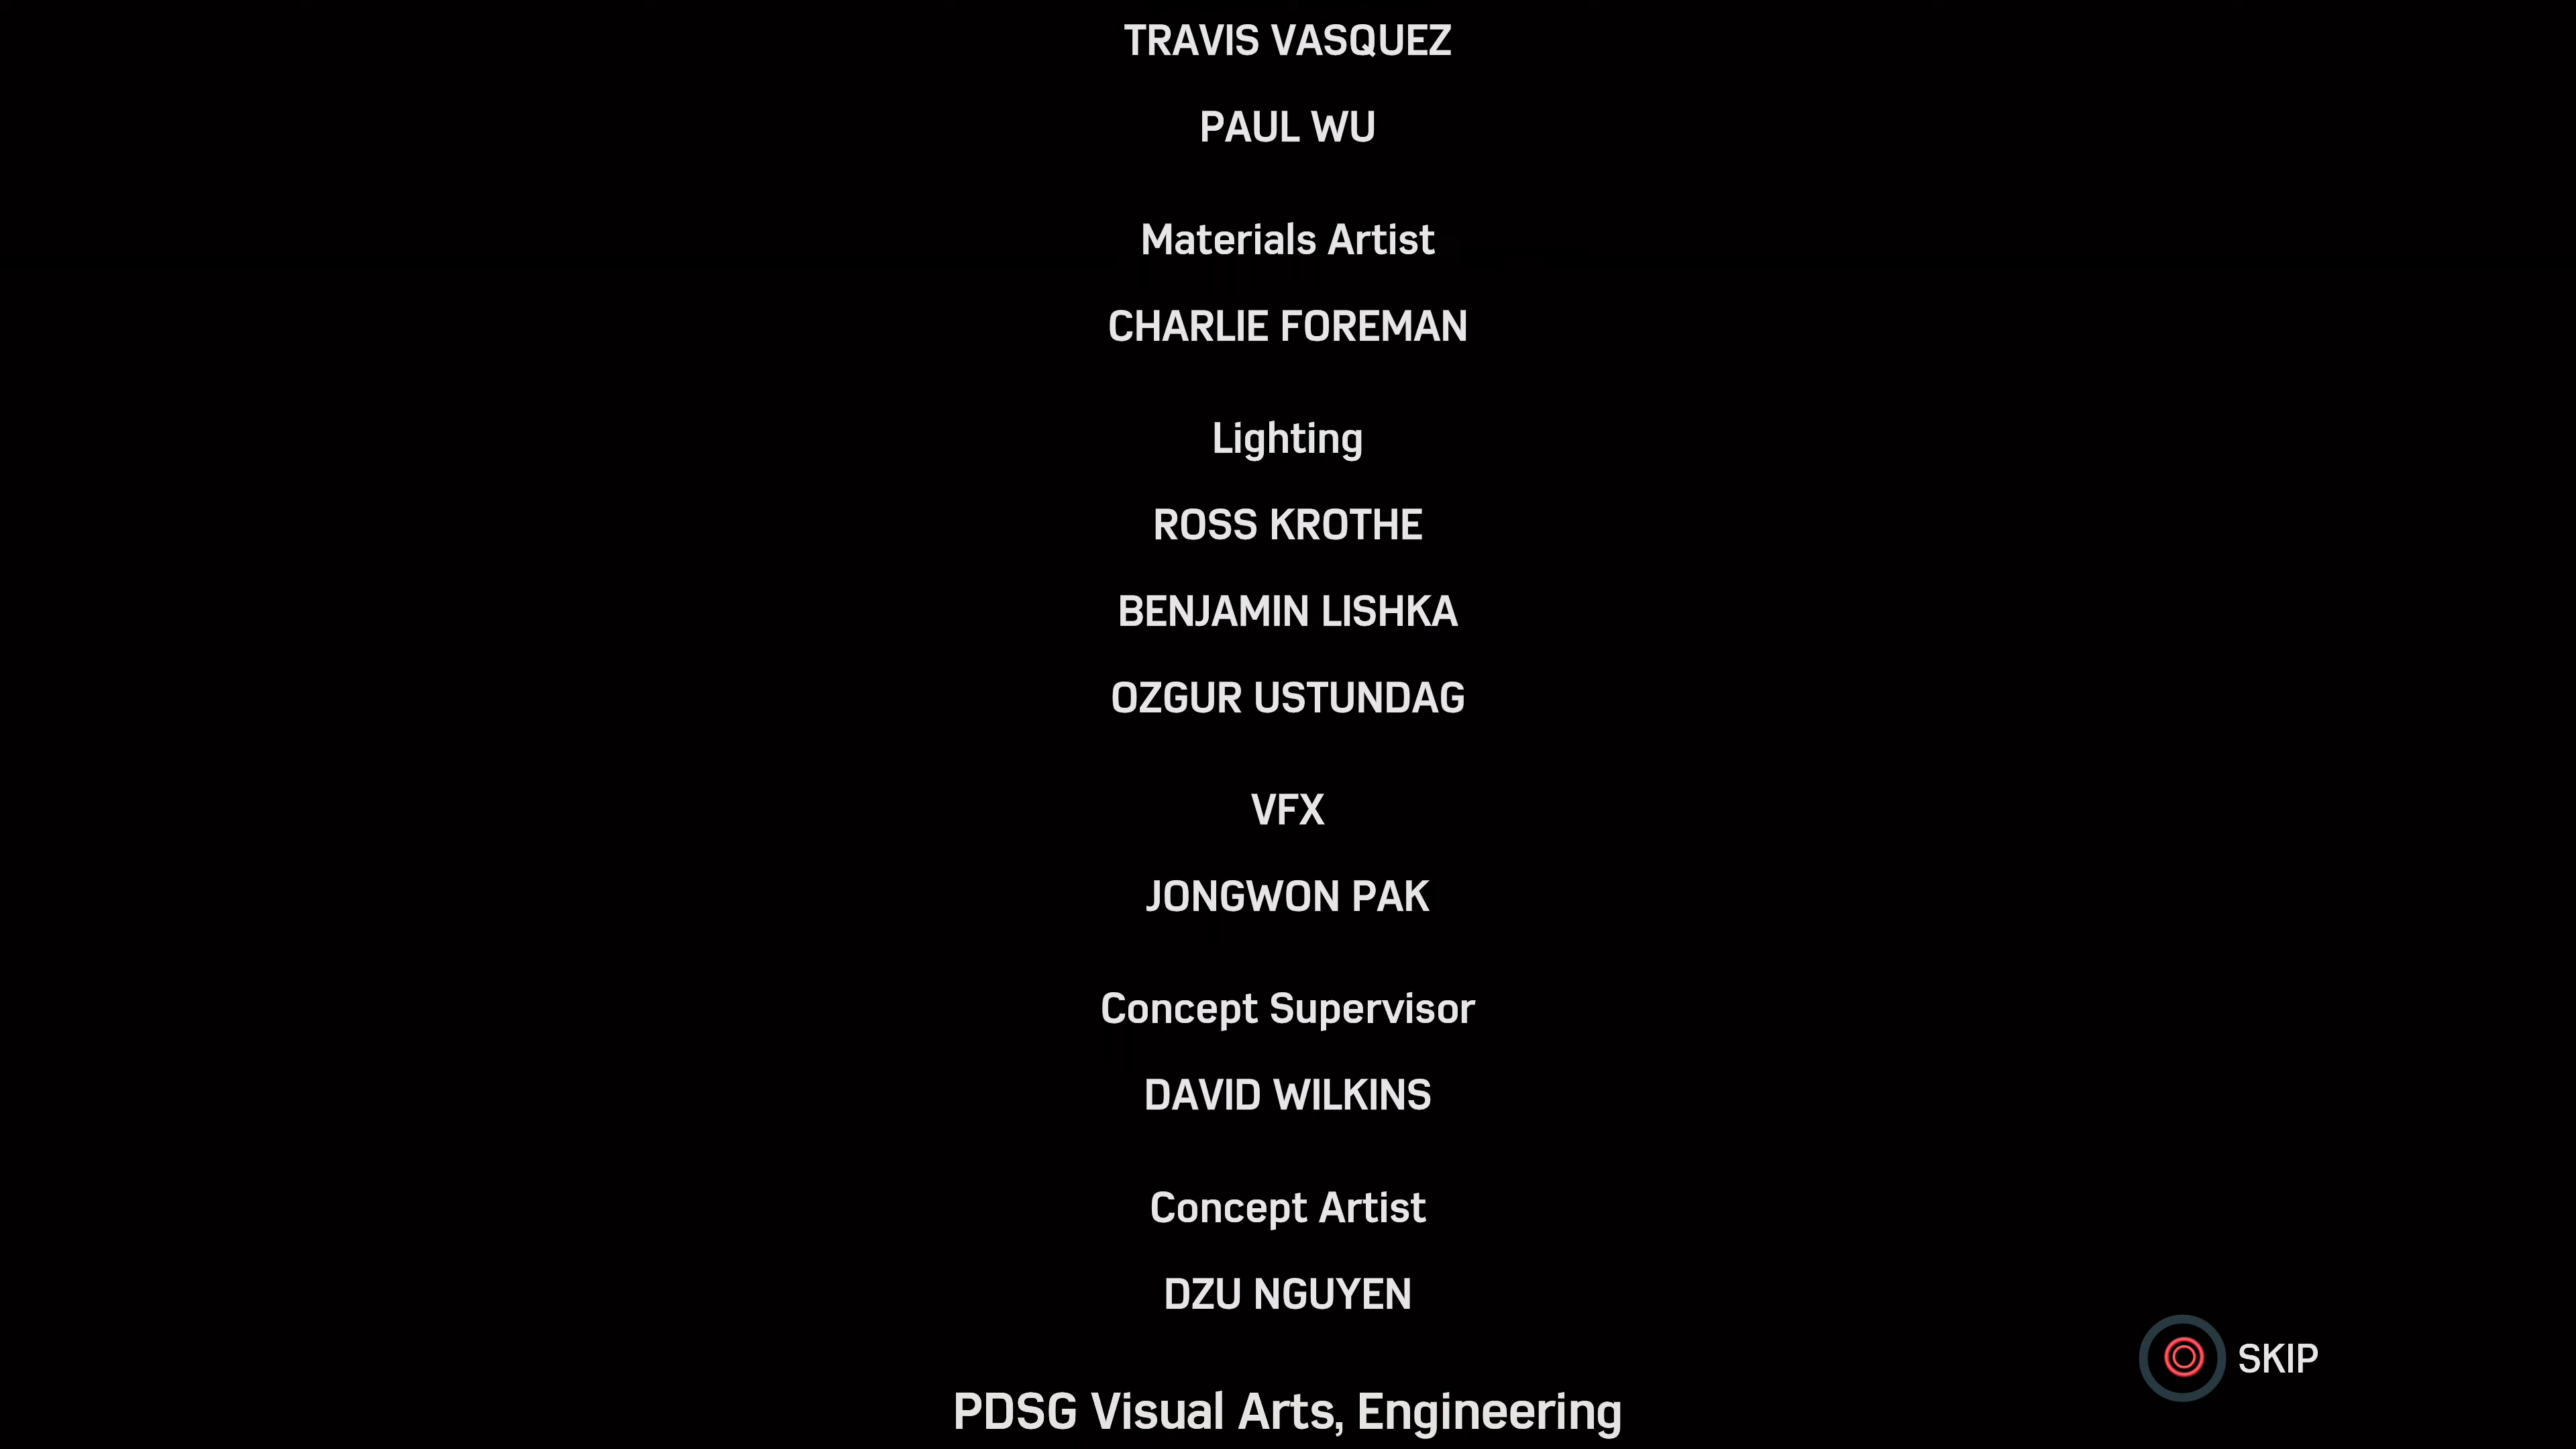 TRAVIS VASQUEZ
PAUL WU
Materials Artist
CHARLIE FOREMAN
Lighting
ROSS KROTHE
BENJAMIN LISHKA
OZGUR USTUNDAG
VFX
JONGWON PAK
Concept Supervisor
DAVID WILKINS
Concept Artist
DZU NGUYEN
SKIP
PDSG Visual Arts, Engineering